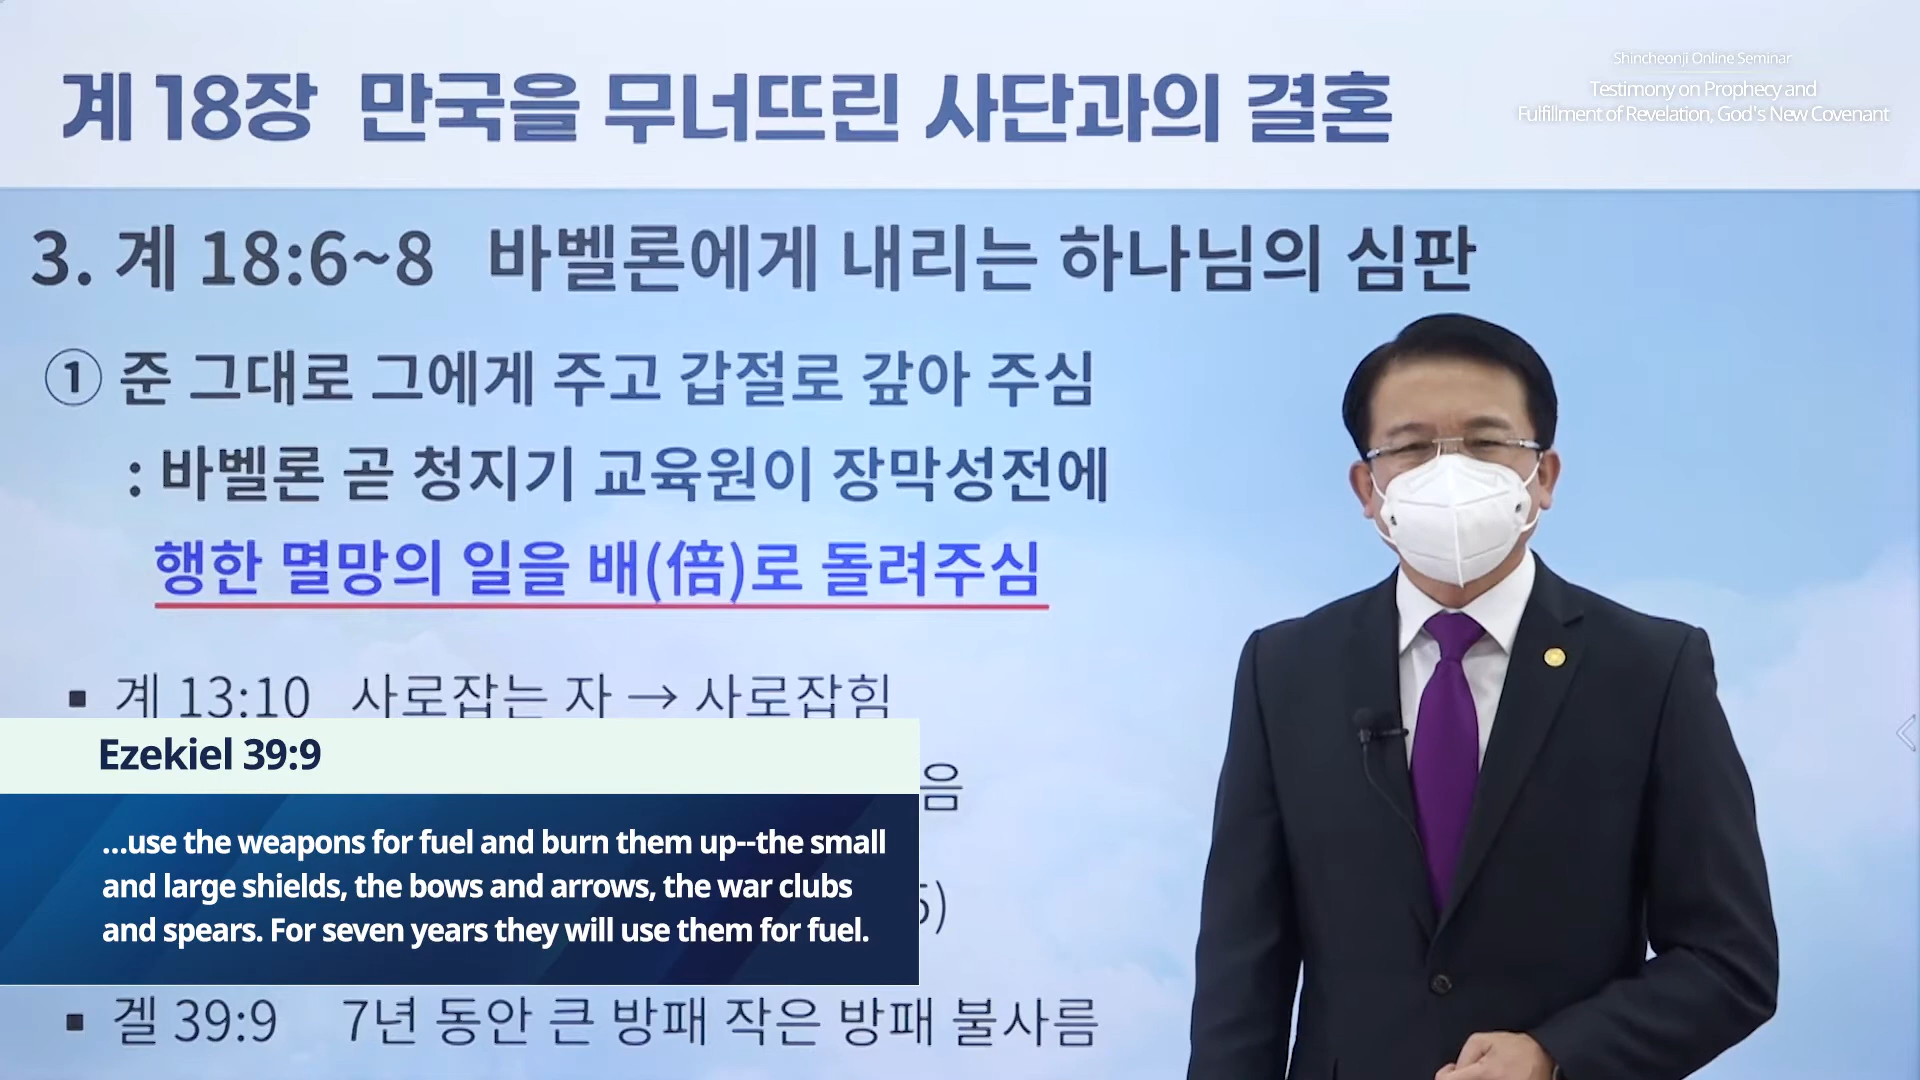 계 18장 만국을 무너뜨린 사단과의 결혼
Shincheonji Online Seminar
Testimony on Prophecy and
Fulfillment of Revelation, God's New Covenant
3. 계 18:6~8 바벨론에게 내리는 하나님의 심판
① 준 그대로 그에게 주고 갑절로 갚아 주심
: 바벨론 곧 청지기 교육원이 장막성전에
행한 멸망의 일을 배(倍)로 돌려주심
▪ 계 13:10 사로잡는 자 → 사로잡힘
음
5)
Ezekiel 39:9
...use the weapons for fuel and burn them up--the small
and large shields, the bows and arrows, the war clubs
and spears. For seven years they will use them for fuel.
▪ 겔 39:9 7년 동안 큰 방패 작은 방패 불사름